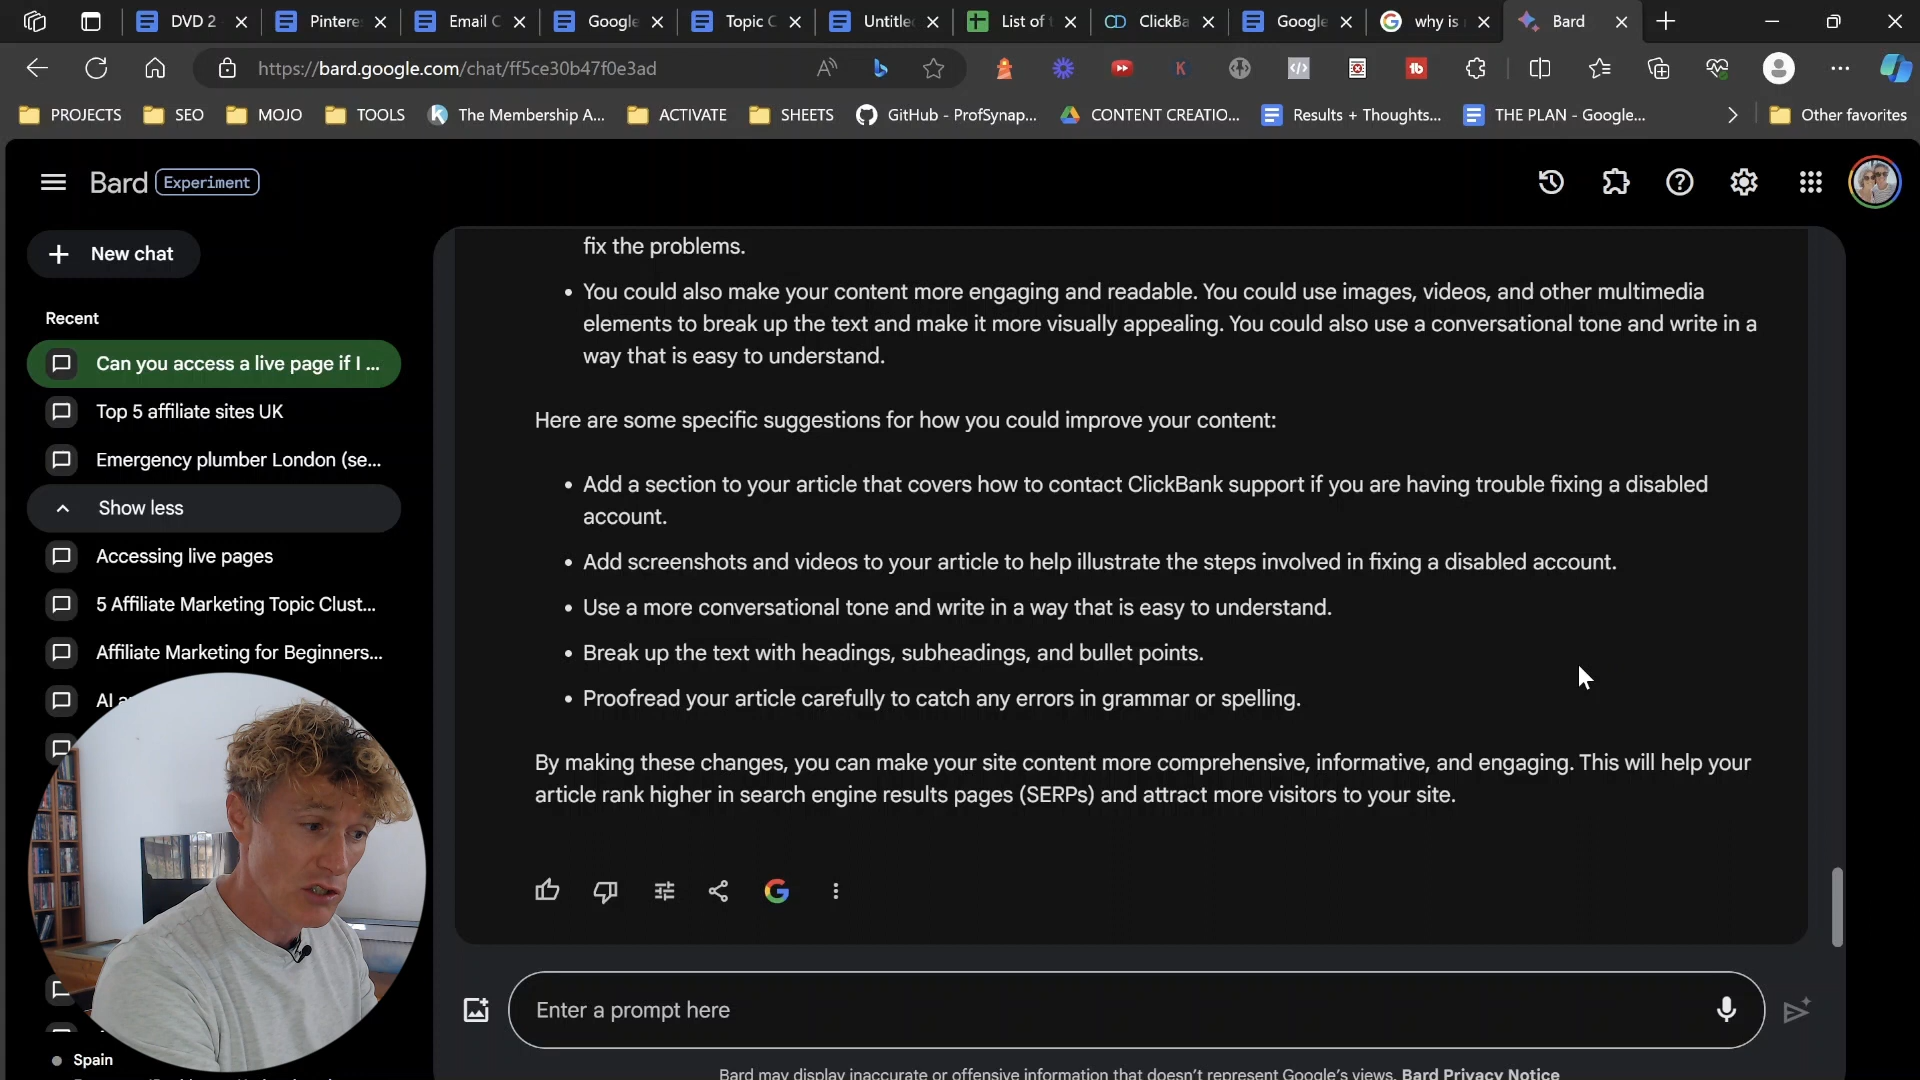 DVD 2
Pintere
Email C
Google
Topic C
Untitle
List of t
ClickBa
Google
why is
Bard
https://bard.google.com/chat/ff5ce30b47f0e3ad
PROJECTS
SEO
MOJO
TOOLS
The Membership A...
ACTIVATE
SHEETS
GitHub - ProfSynap...
CONTENT CREATIO...
Results + Thoughts...
THE PLAN - Google...
Other favorites
Bard Experiment
New chat
Recent
Can you access a live page if I ...
Top 5 affiliate sites UK
Emergency plumber London (se...
Show less
Accessing live pages
5 Affiliate Marketing Topic Clust...
Affiliate Marketing for Beginners...
Spain
fix the problems.
• You could also make your content more engaging and readable. You could use images, videos, and other multimedia
elements to break up the text and make it more visually appealing. You could also use a conversational tone and write in a
way that is easy to understand.
Here are some specific suggestions for how you could improve your content:
• Add a section to your article that covers how to contact ClickBank support if you are having trouble fixing a disabled
account.
• Add screenshots and videos to your article to help illustrate the steps involved in fixing a disabled account.
• Use a more conversational tone and write in a way that is easy to understand.
• Break up the text with headings, subheadings, and bullet points.
• Proofread your article carefully to catch any errors in grammar or spelling.
By making these changes, you can make your site content more comprehensive, informative, and engaging. This will help your
article rank higher in search engine results pages (SERPs) and attract more visitors to your site.
Enter a prompt here
Bard may display inaccurate or offensive information that doesn't represent Google's views. Bard Privacy Notice